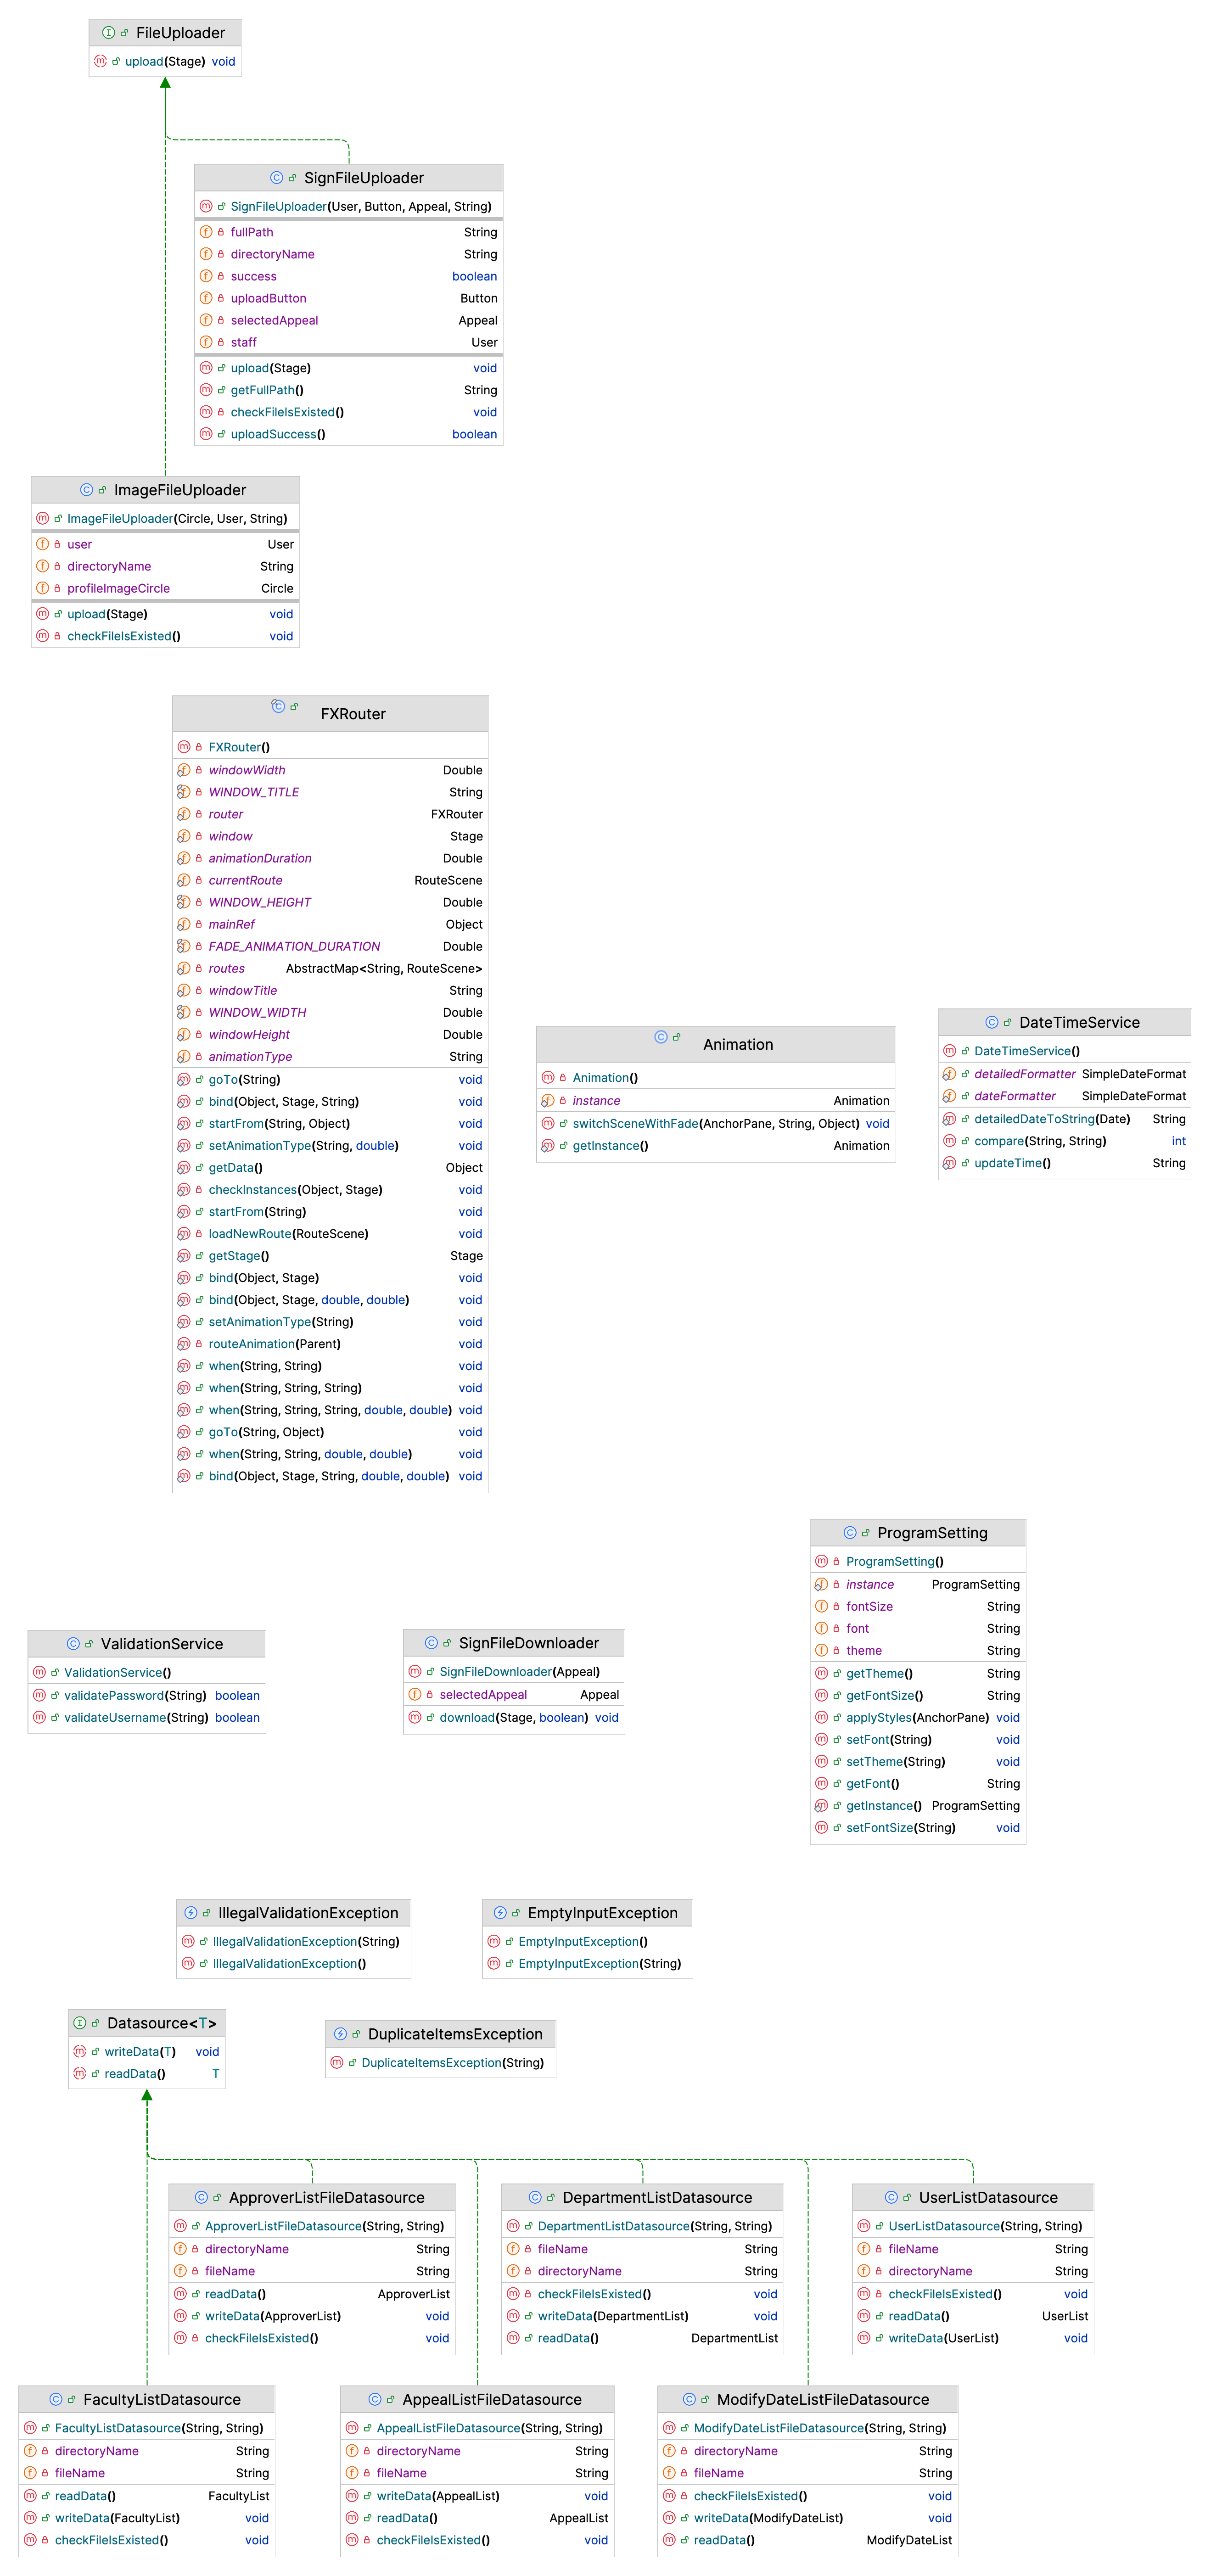 FileUploader
upload(Stage) void
SignFileUploader
SignFileUploader(User, Button, Appeal, String)
fullPath String
directoryName String
success boolean
uploadButton Button
selectedAppeal Appeal
staff User
upload(Stage) void
getFullPath() String
checkFileIsExisted() void
uploadSuccess() boolean
ImageFileUploader
ImageFileUploader(Circle, User, String)
user User
directoryName String
profileImageCircle Circle
upload(Stage) void
checkFileIsExisted() void
FXRouter
FXRouter()
windowWidth Double
WINDOW_TITLE String
router FXRouter
window Stage
animationDuration Double
currentRoute RouteScene
WINDOW_HEIGHT Double
mainRef Object
FADE_ANIMATION_DURATION Double
routes AbstractMap<String, RouteScene>
windowTitle String
WINDOW_WIDTH Double
windowHeight Double
animationType String
goTo(String) void
bind(Object, Stage, String) void
startFrom(String, Object) void
setAnimationType(String, double) void
getData() Object
checkInstances(Object, Stage) void
startFrom(String) void
loadNewRoute(RouteScene) void
getStage() Stage
bind(Object, Stage) void
bind(Object, Stage, double, double) void
setAnimationType(String) void
routeAnimation(Parent) void
when(String, String) void
when(String, String, String) void
when(String, String, String, double, double) void
goTo(String, Object) void
when(String, String, double, double) void
bind(Object, Stage, String, double, double) void
Animation
Animation()
instance Animation
switchSceneWithFade(AnchorPane, String, Object) void
getInstance() Animation
DateTimeService
DateTimeService()
detailedFormatter SimpleDateFormat
dateFormatter SimpleDateFormat
detailedDateToString(Date) String
compare(String, String) int
updateTime() String
ProgramSetting
ProgramSetting()
instance ProgramSetting
fontSize String
font String
theme String
getTheme() String
getFontSize() String
applyStyles(AnchorPane) void
setFont(String) void
setTheme(String) void
getFont() String
getInstance() ProgramSetting
setFontSize(String) void
ValidationService
ValidationService()
validatePassword(String) boolean
validateUsername(String) boolean
SignFileDownloader
SignFileDownloader(Appeal)
selectedAppeal Appeal
download(Stage, boolean) void
IllegalValidationException
IllegalValidationException(String)
IllegalValidationException()
EmptyInputException
EmptyInputException()
EmptyInputException(String)
Datasource<T>
writeData(T) void
readData() T
DuplicateItemsException
DuplicateItemsException(String)
ApproverListFileDatasource
ApproverListFileDatasource(String, String)
directoryName String
fileName String
readData() ApproverList
writeData(ApproverList) void
checkFileIsExisted() void
DepartmentListDatasource
DepartmentListDatasource(String, String)
fileName String
directoryName String
checkFileIsExisted() void
writeData(DepartmentList) void
readData() DepartmentList
UserListDatasource
UserListDatasource(String, String)
fileName String
directoryName String
checkFileIsExisted() void
readData() UserList
writeData(UserList) void
FacultyListDatasource
FacultyListDatasource(String, String)
directoryName String
fileName String
readData() FacultyList
writeData(FacultyList) void
checkFileIsExisted() void
AppealListFileDatasource
AppealListFileDatasource(String, String)
directoryName String
fileName String
writeData(AppealList) void
readData() AppealList
checkFileIsExisted() void
ModifyDateListFileDatasource
ModifyDateListFileDatasource(String, String)
directoryName String
fileName String
checkFileIsExisted() void
writeData(ModifyDateList) void
readData() ModifyDateList